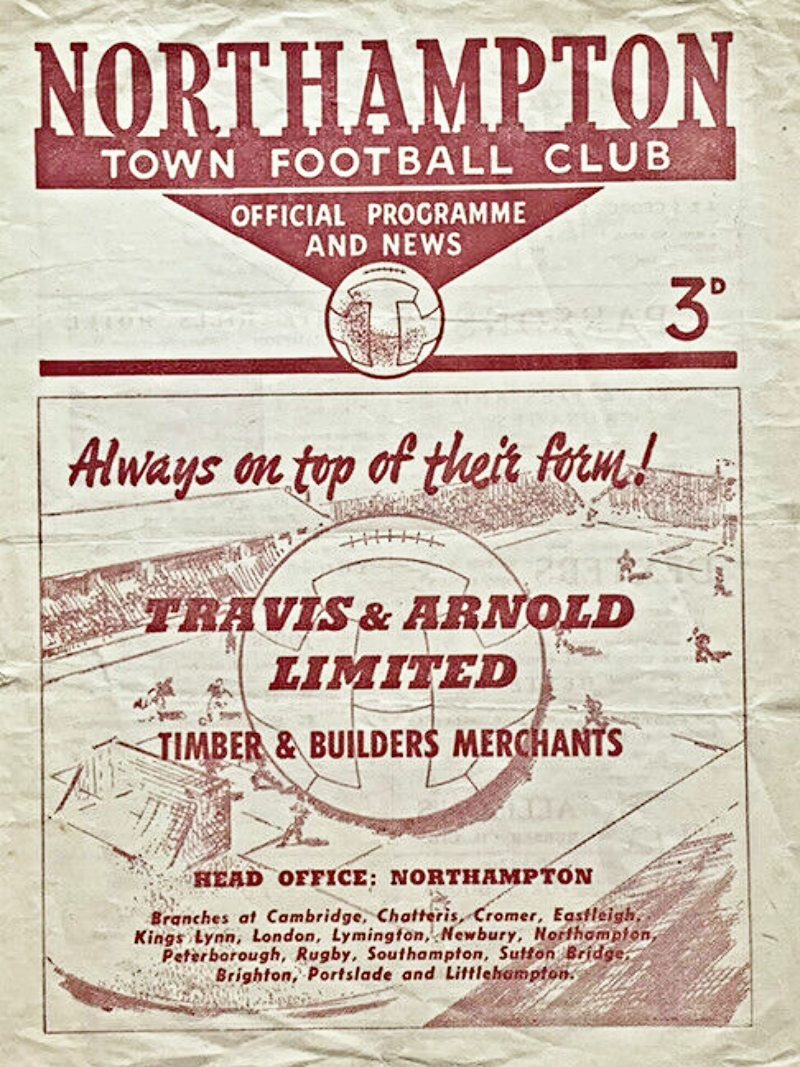 NORTHAMPTON
TOWN FOOTBALL CLUB
OFFICIAL PROGRAMME
AND NEWS
3D
Always on top of their form!
TRAVIS & ARNOLD
LIMITED
TIMBER & BUILDERS MERCHANTS
HEAD OFFICE: NORTHAMPTON
Branches at Cambridge, Chatteris, Cromer, Eastleigh,
Kings Lynn, London, Lymington, Newbury, Northampton,
Peterborough, Rugby, Southampton, Sutton Bridge,
Brighton, Portslade and Littlehampton.